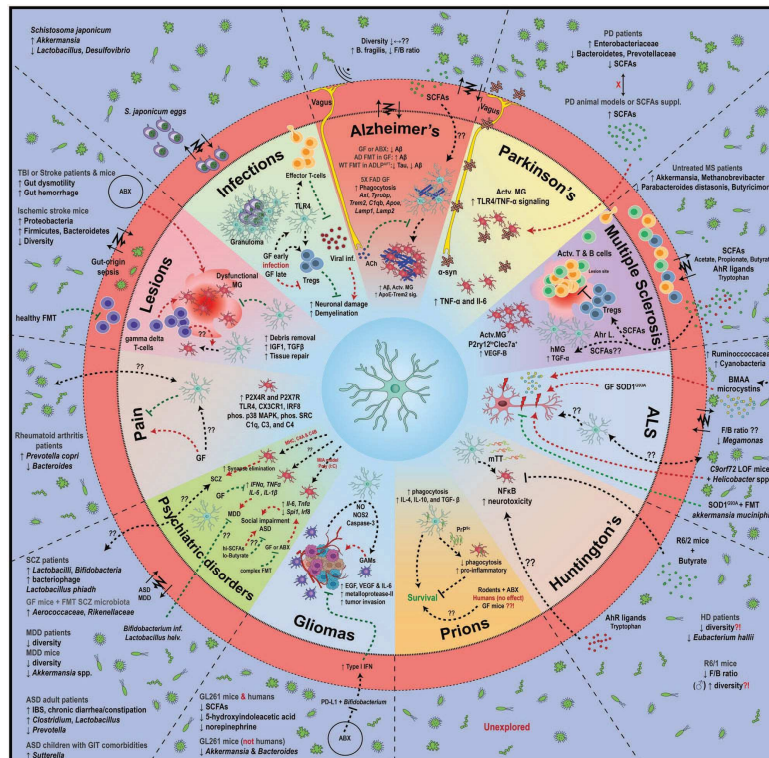 Schistosoma japonicum
↑ Akkermansia
↓ Lactobacillus, Desulfovibrio
S. japonicum eggs
Diversity ↓↔??
↑ B. fragilis, ↓ F/B ratio
Vagus
SCFAs
Vagus
PD patients
↑ Enterobacteriaceae
↓ Bacteroidetes, Prevotellaceae
↓ SCFAs
X
PD animal models or SCFAs suppl.
↑ SCFAs
Untreated MS patients
↑ Akkermansia, Methanobrevibacter
↓ Parabacteroides distasonis, Butyricimon
SCFAs
Acetate, Propionate, Butyrat
AhR ligands
Tryptophan
TBI or Stroke patients & mice
↑ Gut dysmotility
↑ Gut hemorrhage
ABX
Ischemic stroke mice
↑ Proteobacteria
↑ Firmicutes, Bacteroidetes
↓ Diversity
Gut-origin
sepsis
healthy FMT
Infections
Effector T-cells
TLR4
Granuloma
GF early
infection
GF late
Tregs
Viral inf.
↑ Neuronal damage
↑ Demyelination
Alzheimer's
GF or ABX: ↓ Aβ
AD FMT in GF: ↑ Aβ
5X FAD GF
↑ Phagocytosis
Axl, Tyrobp,
Trem2, C1qb, Apoe,
Lamp1, Lamp2
??
ACh
↑ Aβ, Actv. MG
↑ ApoE-Trem2 sig.
Parkinson's
Actv. MG
↑ TLR4/TNF-α signaling
α-syn
↑ TNF-α and Il-6
Multiple Sclerosis
Actv. T & B cells
Lesion site
Tregs
Ahr L.
SCFAs
hMG
↑ TGF-α
SCFAs??
Actv.MG
↑ VEGF-B
Lesions
Dysfunctional
MG
gamma delta
T-cells
??
↑ Debris removal
↑ IGF1, TGFβ
↑ Tissue repair
Pain
??
??
GF
↑ P2X4R and P2X7R
TLR4, CX3CR1, IRF8
phos. p38 MAPK, phos. SRC
C1q, C3, and C4
Rheumatoid arthritis
patients
↑ Prevotella copri
↓ Bacteroides
ALS
??
Ruminococcaceae
↑ Cyanobacteria
BMAA
microcystins
F/B ratio ??
↓ Megamonas
C9orf72 LOF mice
+ Helicobacter spp
+ FMT
akkermansia muciniph
Huntington's
mTT
NFκB
↑ neurotoxicity
R6/2 mice
+
Butyrate
AhR ligands
Tryptophan
HD patients
↓ diversity?!
↓ Eubacterium hallii
R6/1 mice
↓ F/B ratio
(♂) ↑ diversity?!
Prions
↑ phagocytosis
↑ IL-4, IL-10, and TGF- β
↓ phagocytosis
↑ pro-inflammatory
Survival
??
Rodents + ABX
Humans (no effect)
GF mice ??!
Unexplored
Gliomas
??
NO
NOS2
Caspase-3
GAMs
↑ EGF, VEGF & IL-6
↑ metalloprotease-II
↑ tumor invasion
↑ Type I IFN
PD-L1 + Bifidobacterium
ABX
GL261 mice & humans
↓ SCFAs
↓ 5-hydroxyindoleacetic acid
↓ norepinephrine
GL261 mice (not humans)
↓ Akkermansia & Bacteroides
Psychiatric disorders
MHC, CX4 & C4B
↑ Synapse elimination
SCZ
??
GF
↑ IFNα, TNFα
IL-6 , IL-1β
MDD
Social impairment
ASD
↑ Il-6, Tnfα
↓ Spi1, Irf8
hi-SCFAs
lo-Butyrate
GF or ABX
complex FMT
SCZ patients
↑ Lactobacilli, Bifidobacteria
↑ bacteriophage
Lactobacillus phiadh
GF mice + FMT SCZ microbiota
↑ Aerococcaceae, Rikenellaceae
ASD
MDD
Bifidobacterium inf.
Lactobacillus helv.
MDD patients
↓ diversity
MDD mice
↓ diversity
↓ Akkermansia spp.
ASD adult patients
↑ IBS, chronic diarrhea/constipation
↑ Clostridium, Lactobacillus
↓ Prevotella
ASD children with GIT comorbidities
↑ Sutterella